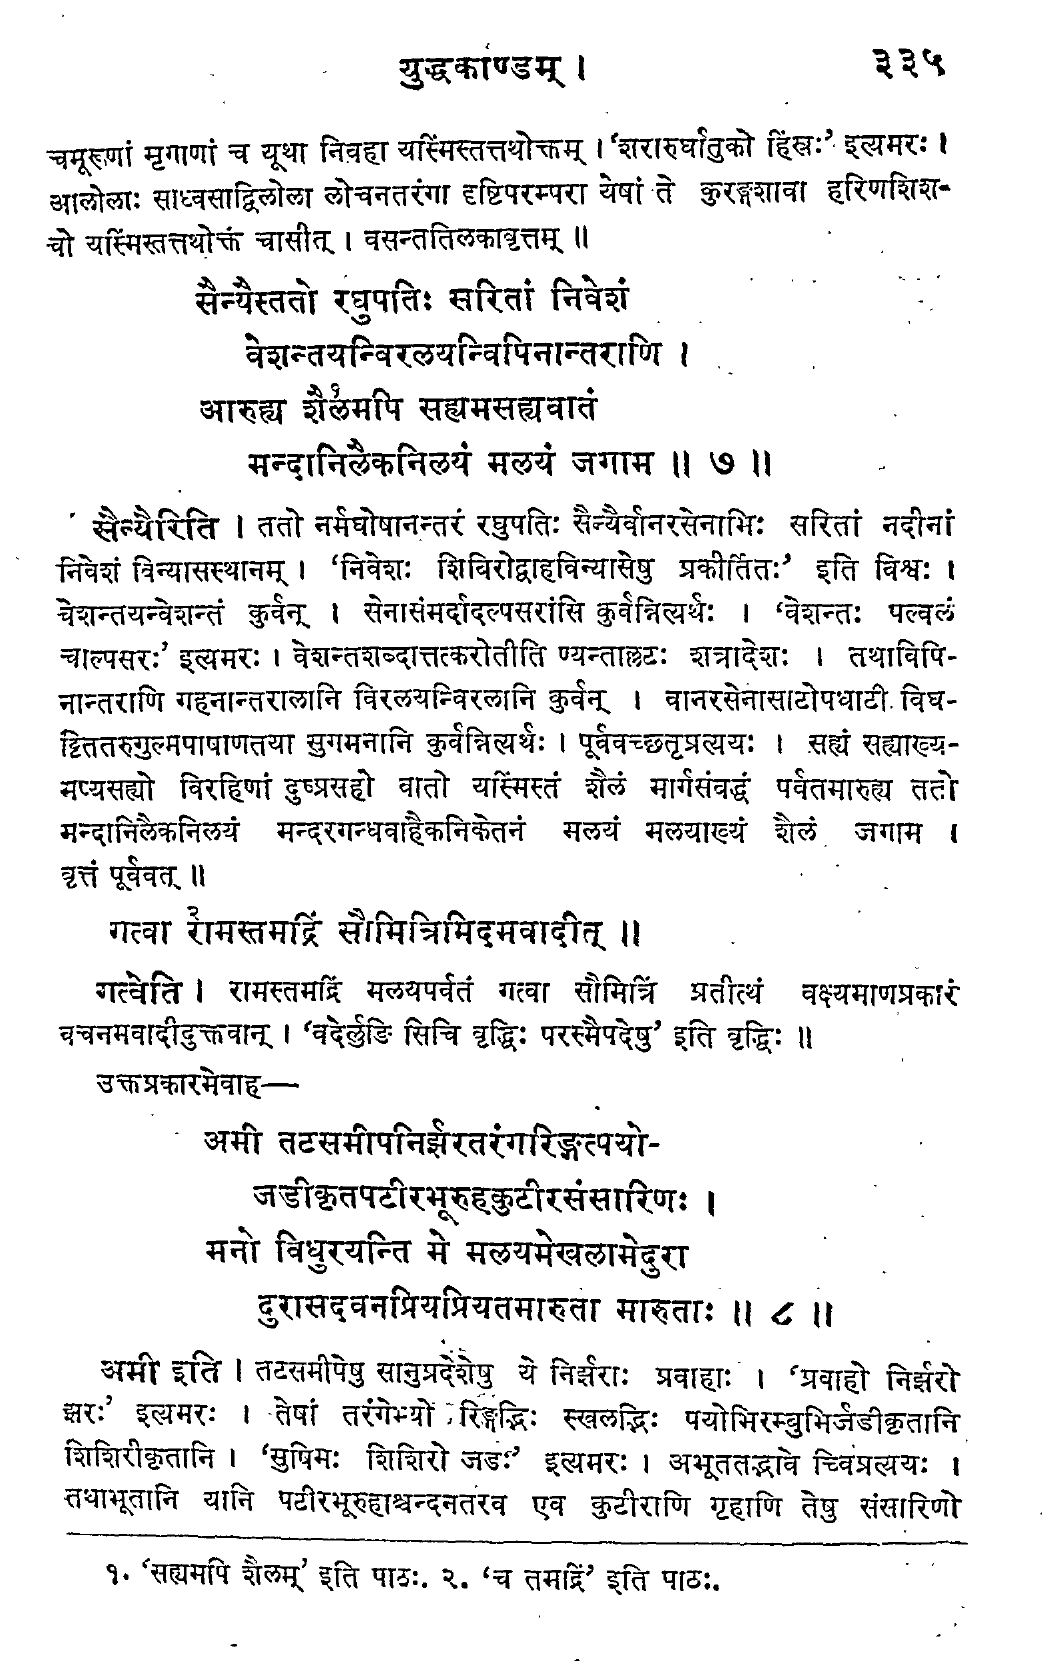 युद्धकाण्डम् ।
३३५
चमूरूणां मृगाणां च यूथा निवहा यस्मिंस्तत्तथोक्तम् । ‘शरारुर्घातुको हिंस्रः’ इत्यमरः ।
आलोलाः साध्वसाद्विलोला लोचनतरंगा दृष्टिपरम्परा येषां ते कुरङ्गशावा हरिणशिश-
वो यस्मिंस्तत्तथोक्तं चासीत् । वसन्ततिलकावृत्तम् ॥
सैन्यैस्ततो रघुपतिः सरितां निवेशं
वेशन्तयन्विरलयन्विपिनान्तराणि ।
आरुह्य शैलं१मपि सह्यमसह्यवातं
मन्दानिलैकनिलयं मलयं जगाम ॥ ७ ॥
सैन्यैरिति । ततो नर्मघोषानन्तरं रघुपतिः सैन्यैर्वानरसेनाभिः सरितां नदीनां
निवेशं विन्यासस्थानम् । ‘निवेशः शिबिरोद्वाहविन्यासेषु प्रकीर्तितः’ इति विश्वः ।
वेशन्तयन्वेशन्तं कुर्वन् । सेनासंमर्दादल्पसरांसि कुर्वन्नित्यर्थः । ‘वेशन्तः पल्वलं
चाल्पसरः’ इत्यमरः । वेशन्तशब्दात्तत्करोतीति ण्यन्ताल्लटः शत्रादेशः । तथाविपि-
नान्तराणि गहनान्तरालानि विरलयन्विरलानि कुर्वन् । वानरसेनासाटोपधाटी विघ-
ट्टिततरुगुल्मपाषाणतया सुगमनानि कुर्वन्नित्यर्थः । पूर्ववच्छतृप्रत्ययः । सह्यं सह्याख्य-
मप्यसह्यो विरहिणां दुष्प्रसहो वातो यस्मिंस्तं शैलं मार्गसंबद्धं पर्वतमारुह्य ततो
मन्दानिलैकनिलयं मन्दरगन्धवाहैकनिकेतनं मलयं मलयाख्यं शैलं जगाम ।
वृत्तं पूर्ववत् ॥
गत्वा रा२मस्तमद्रिं सौमित्रिमिदमवादीत् ॥
गत्वेति । रामस्तमद्रिं मलयपर्वतं गत्वा सौमित्रिं प्रतीत्थं वक्ष्यमाणप्रकारं
वचनमवादीदुक्तवान् । ‘वदेर्लुङि सिचि वृद्धिः परस्मैपदेषु’ इति वृद्धिः ॥
उक्तप्रकारमेवाह—
अमी तटसमीपनिर्झरतरंगरिङ्गत्पयो-
जडीकृतपटीरभूरुहकुटीरसंसारिणः ।
मनो विधुरयन्ति मे मलयमेखलामेदुरा
दुरासदवनप्रियप्रियतमारुता मारुताः ॥ ८ ॥
अमी इति । तटसमीपेषु सानुप्रदेशेषु ये निर्झराः प्रवाहाः । ‘प्रवाहो निर्झरो
झरः’ इत्यमरः । तेषां तरंगेभ्यो रिङ्गद्भिः स्खलद्भिः पयोभिरम्बुभिर्जडीकृतानि
शिशिरीकृतानि । ‘सुषिमः शिशिरो जडः’ इत्यमरः । अभूततद्भावे च्विप्रत्ययः ।
तथाभूतानि यानि पटीरभूरुहाश्चन्दनतरव एव कुटीराणि गृहाणि तेषु संसारिणो
१. ‘सह्यमपि शैलम्’ इति पाठः. २. ‘च तमद्रिं’ इति पाठः.